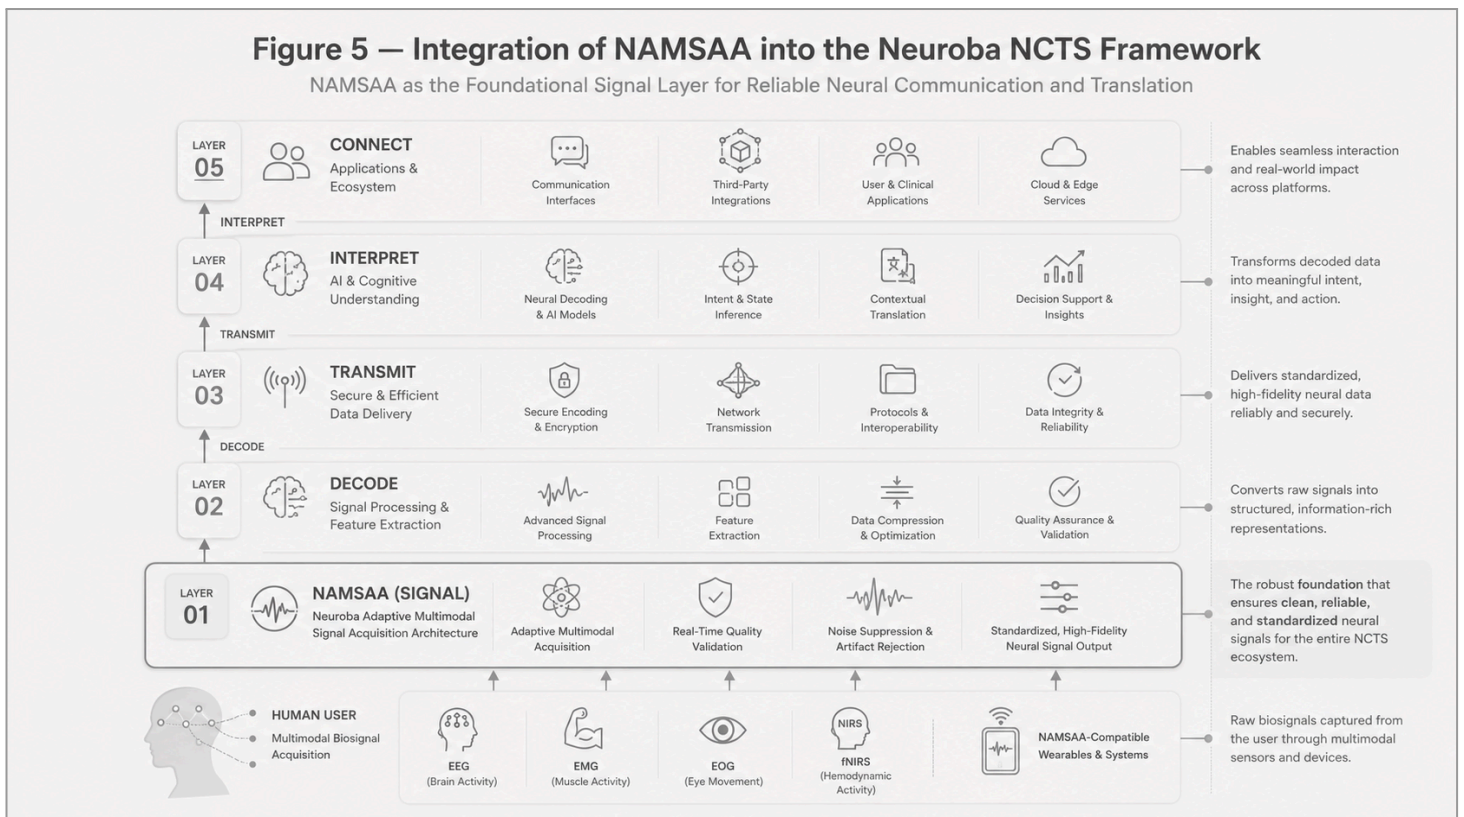 Figure 5 — Integration of NAMSAA into the Neuroba NCTS Framework
NAMSAA as the Foundational Signal Layer for Reliable Neural Communication and Translation
LAYER
05
CONNECT
Applications &
Ecosystem
Communication
Interfaces
Third-Party
Integrations
User & Clinical
Applications
Cloud & Edge
Services
Enables seamless interaction
and real-world impact
across platforms.
INTERPRET
LAYER
04
INTERPRET
AI & Cognitive
Understanding
Neural Decoding
& AI Models
Intent & State
Inference
Contextual
Translation
Decision Support &
Insights
Transforms decoded data
into meaningful intent,
insight, and action.
TRANSMIT
LAYER
03
TRANSMIT
Secure & Efficient
Data Delivery
Secure Encoding
& Encryption
Network
Transmission
Protocols &
Interoperability
Data Integrity &
Reliability
Delivers standardized,
high-fidelity neural data
reliably and securely.
DECODE
LAYER
02
DECODE
Signal Processing &
Feature Extraction
Advanced Signal
Processing
Feature
Extraction
Data Compression
& Optimization
Quality Assurance &
Validation
Converts raw signals into
structured, information-rich
representations.
LAYER
01
NAMSAA (SIGNAL)
Neuroba Adaptive Multimodal
Signal Acquisition Architecture
Adaptive Multimodal
Acquisition
Real-Time Quality
Validation
Noise Suppression &
Artifact Rejection
Standardized, High-Fidelity
Neural Signal Output
The robust foundation that
ensures clean, reliable,
and standardized neural
signals for the entire NCTS
ecosystem.
HUMAN USER
Multimodal Biosignal
Acquisition
EEG
(Brain Activity)
EMG
(Muscle Activity)
EOG
(Eye Movement)
NIRS
fNIRS
(Hemodynamic
Activity)
NAMSAA-Compatible
Wearables & Systems
Raw biosignals captured from
the user through multimodal
sensors and devices.